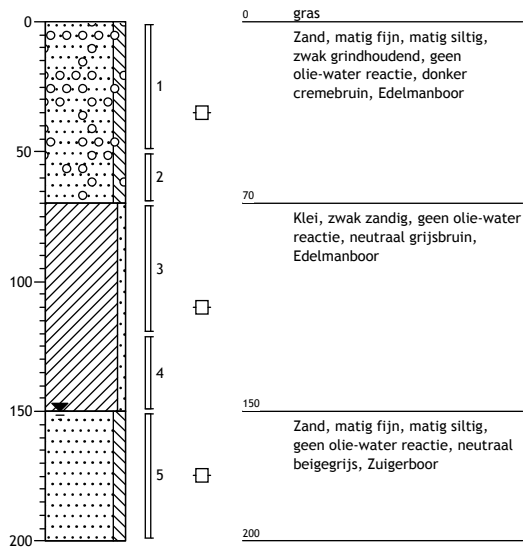 0
50
100
150
200
1
2
3
4
5
0 gras
Zand, matig fijn, matig siltig,
zwak grindhoudend, geen
olie-water reactie, donker
cremebruin, Edelmanboor
70
Klei, zwak zandig, geen olie-water
reactie, neutraal grijsbruin,
Edelmanboor
150
Zand, matig fijn, matig siltig,
geen olie-water reactie, neutraal
beigegrijs, Zuigerboor
200